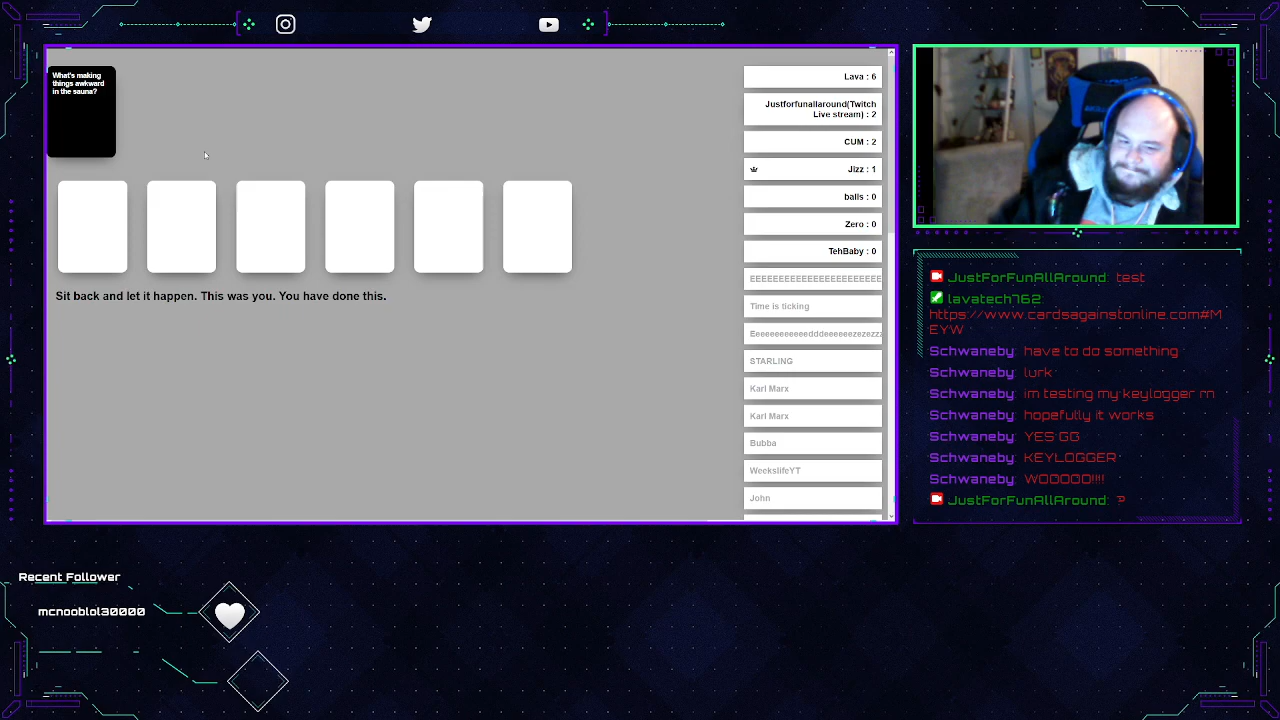 What's making
things awkward
in the sauna?
Sit back and let it happen. This was you. You have done this.
Lava : 6
Justforfunallaround(Twitch
Live stream) : 2
CUM : 2
Jizz : 1
balls : 0
Zero : 0
TehBaby : 0
Time is ticking
STARLING
Karl Marx
Karl Marx
Bubba
WeekslifeYT
John
JustForFunAllAround: test
lavatech762:
https://www.cardsagainstonline.com#M
EYW
Schwaneby: have to do something
Schwaneby: lurk
Schwaneby: im testing my keylogger rn
Schwaneby: hopefully it works
Schwaneby: YES GG
Schwaneby: KEYLOGGER
Schwaneby: WOOOOO!!!!
JustForFunAllAround: ?
Recent Follower
mcnooblol30000